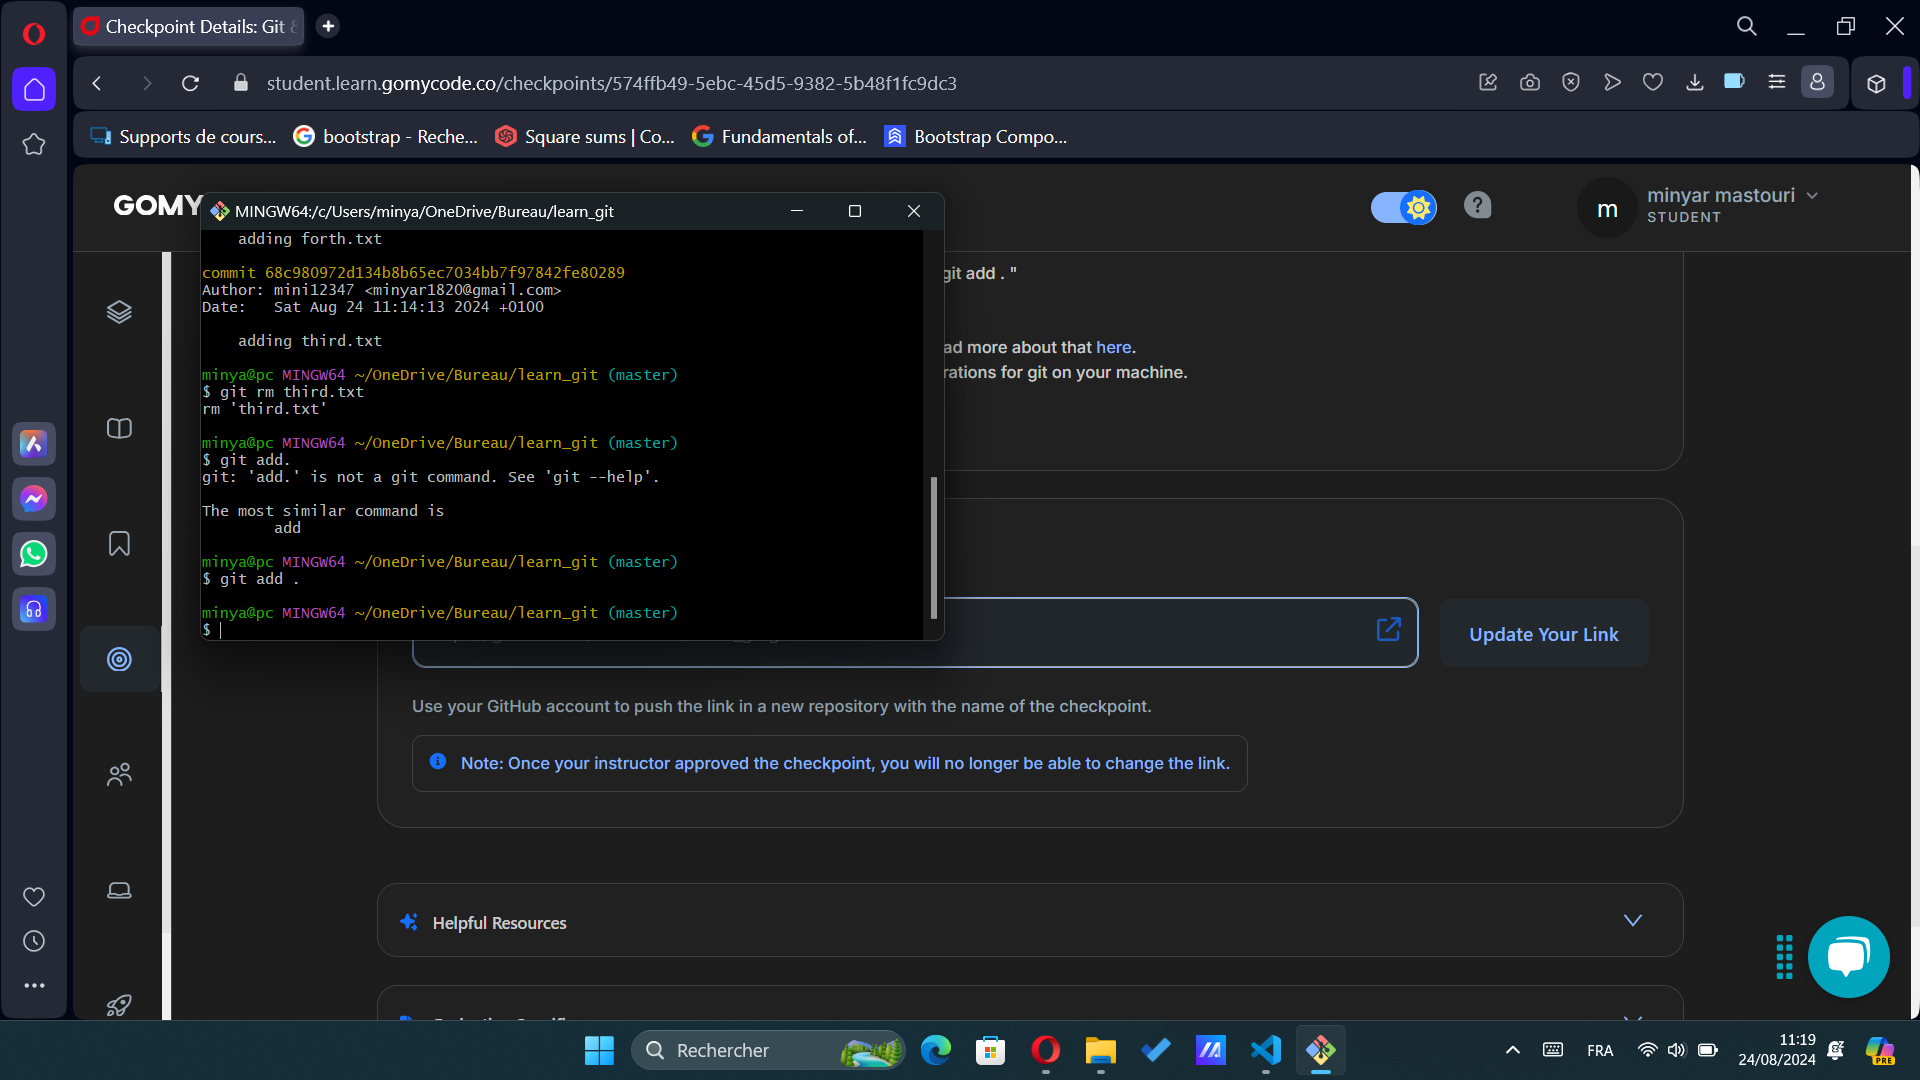 Checkpoint Details: Git &
student.learn.gomycode.co/checkpoints/574ffb49-5ebc-45d5-9382-5b48f1fc9dc3
Supports de cours...
bootstrap - Reche...
Square sums | Co...
Fundamentals of...
Bootstrap Compo...
GOMY
m
minyar mastouri
STUDENT
MINGW64:/c/Users/minya/OneDrive/Bureau/learn_git
adding forth.txt
commit 68c980972d134b8b65ec7034bb7f97842fe80289
Author: mini12347 <minyar1820@gmail.com>
Date:   Sat Aug 24 11:14:13 2024 +0100
adding third.txt
minya@pc MINGW64 ~/OneDrive/Bureau/learn_git (master)
$ git rm third.txt
rm 'third.txt'
minya@pc MINGW64 ~/OneDrive/Bureau/learn_git (master)
$ git add.
git: 'add.' is not a git command. See 'git --help'.
The most similar command is
add
minya@pc MINGW64 ~/OneDrive/Bureau/learn_git (master)
$ git add .
minya@pc MINGW64 ~/OneDrive/Bureau/learn_git (master)
$
git add . "
ad more about that here.
rations for git on your machine.
Update Your Link
Use your GitHub account to push the link in a new repository with the name of the checkpoint.
Note: Once your instructor approved the checkpoint, you will no longer be able to change the link.
Helpful Resources
Rechercher
FRA
11:19
24/08/2024
PRE